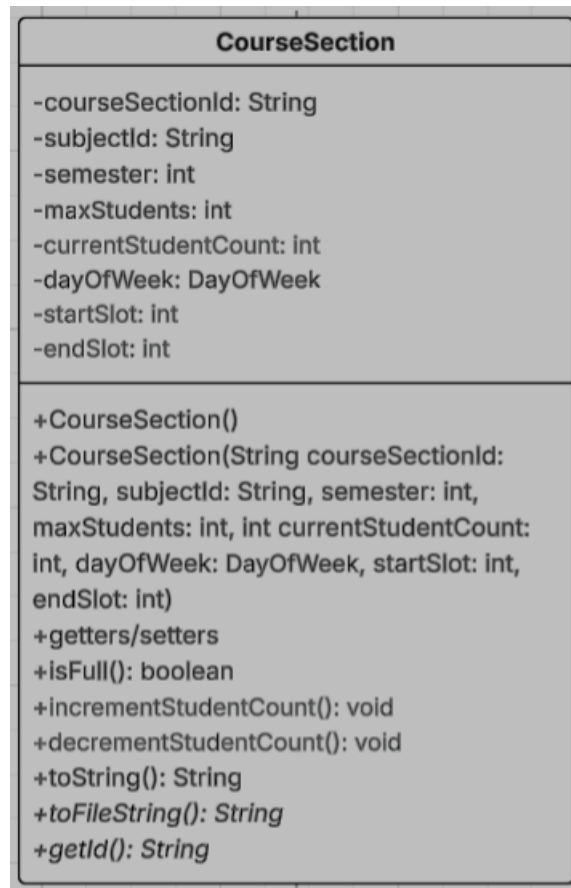 CourseSection
-courseSectionId: String
-subjectId: String
-semester: int
-maxStudents: int
-currentStudentCount: int
-dayOfWeek: DayOfWeek
-startSlot: int
-endSlot: int
+CourseSection()
+CourseSection(String courseSectionId:
String, subjectId: String, semester: int,
maxStudents: int, int currentStudentCount:
int, dayOfWeek: DayOfWeek, startSlot: int,
endSlot: int)
+getters/setters
+isFull(): boolean
+incrementStudentCount(): void
+decrementStudentCount(): void
+toString(): String
+toFileString(): String
+getId(): String